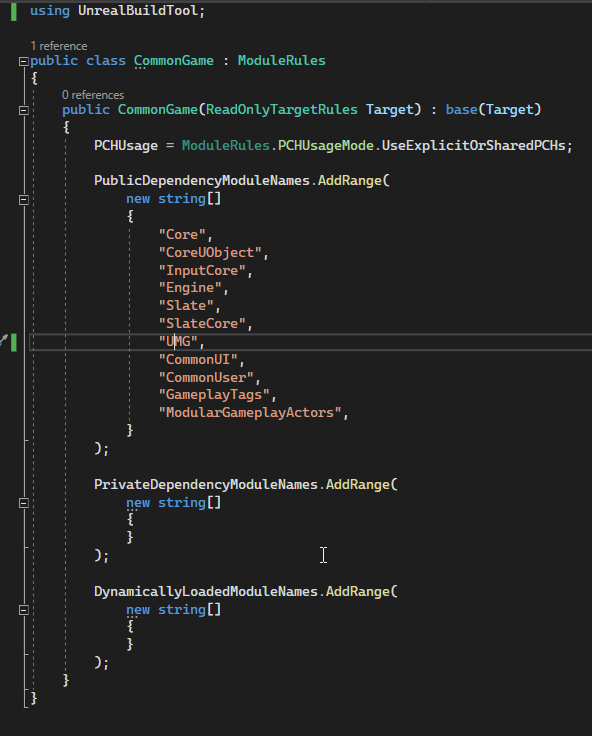 using UnrealBuildTool;
1 reference
public class CommonGame : ModuleRules
{
0 references
public CommonGame(ReadOnlyTargetRules Target) : base(Target)
{
PCHUsage = ModuleRules.PCHUsageMode.UseExplicitOrSharedPCHs;
PublicDependencyModuleNames.AddRange(
new string[]
{
"Core",
"CoreUObject",
"InputCore",
"Engine",
"Slate",
"SlateCore",
"UMG",
"CommonUI",
"CommonUser",
"GameplayTags",
"ModularGameplayActors",
}
);
PrivateDependencyModuleNames.AddRange(
new string[]
{
}
);
DynamicallyLoadedModuleNames.AddRange(
new string[]
{
}
);
}
}